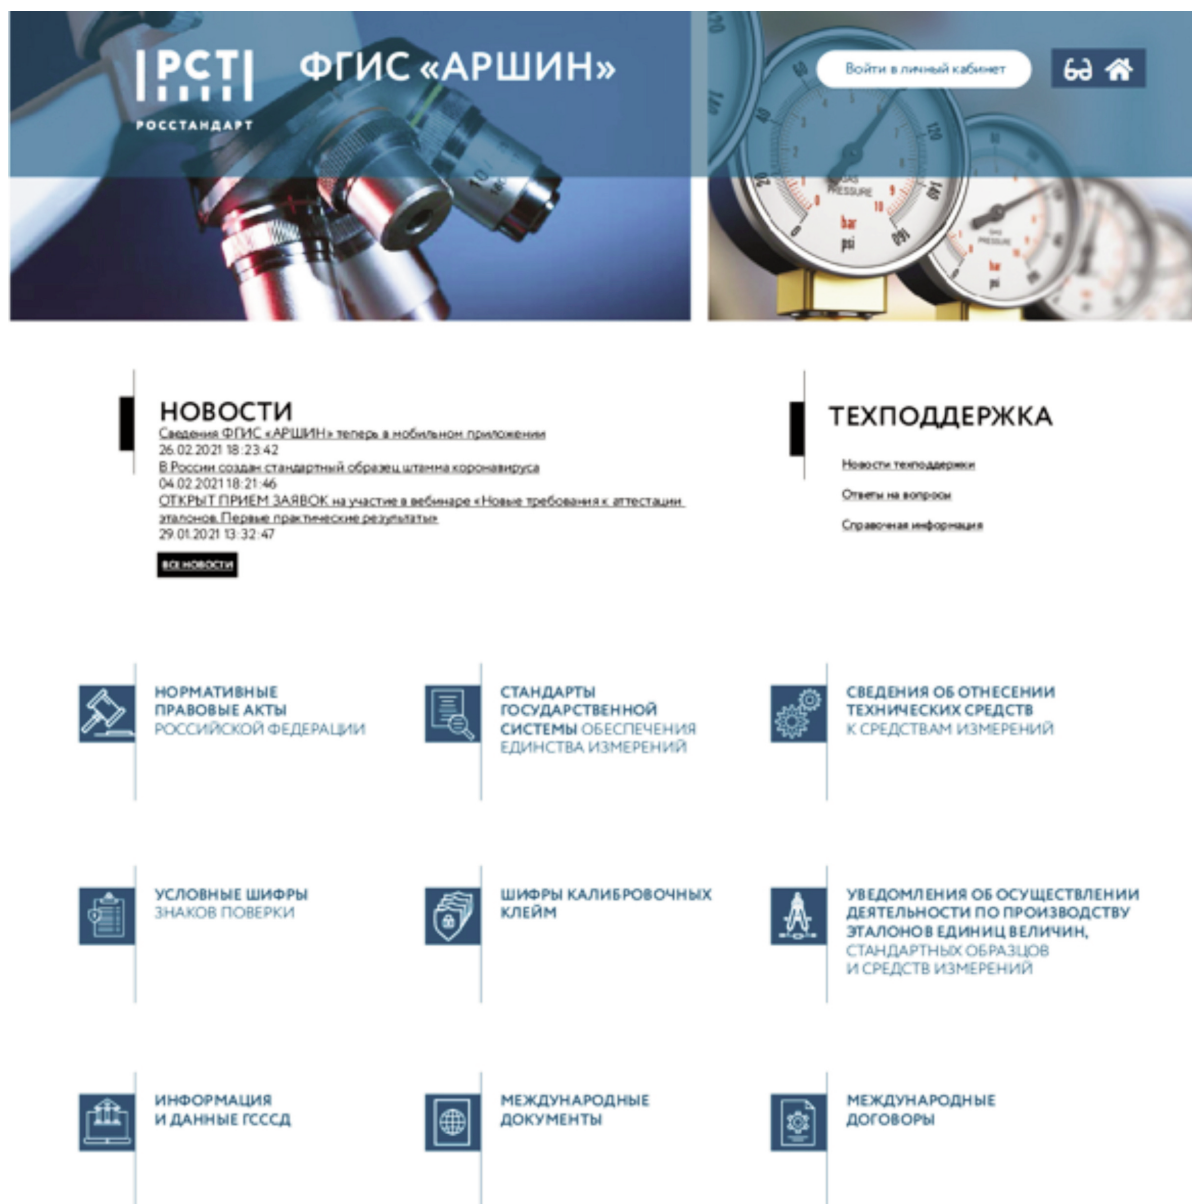 РСТ
РОССТАНДАРТ
ФГИС «АРШИН»
Войти в личный кабинет
НОВОСТИ
Сведения ФГИС «АРШИН» теперь в мобильном приложении
26.02.2021 18:23:42
В России создан стандартный образец штамма коронавируса
04.02.2021 18:21:46
ОТКРЫТ ПРИЕМ ЗАЯВОК на участие в вебинаре «Новые требования к аттестации
эталонов. Первые практические результаты»
29.01.2021 13:32:47
ВСЕ НОВОСТИ
ТЕХПОДДЕРЖКА
Новости техподдержки
Ответы на вопросы
Справочная информация
НОРМАТИВНЫЕ
ПРАВОВЫЕ АКТЫ
РОССИЙСКОЙ ФЕДЕРАЦИИ
СТАНДАРТЫ
ГОСУДАРСТВЕННОЙ
СИСТЕМЫ ОБЕСПЕЧЕНИЯ
ЕДИНСТВА ИЗМЕРЕНИЙ
СВЕДЕНИЯ ОБ ОТНЕСЕНИИ
ТЕХНИЧЕСКИХ СРЕДСТВ
К СРЕДСТВАМ ИЗМЕРЕНИЙ
УСЛОВНЫЕ ШИФРЫ
ЗНАКОВ ПОВЕРКИ
ШИФРЫ КАЛИБРОВОЧНЫХ
КЛЕЙМ
УВЕДОМЛЕНИЯ ОБ ОСУЩЕСТВЛЕНИИ
ДЕЯТЕЛЬНОСТИ ПО ПРОИЗВОДСТВУ
ЭТАЛОНОВ ЕДИНИЦ ВЕЛИЧИН,
СТАНДАРТНЫХ ОБРАЗЦОВ
И СРЕДСТВ ИЗМЕРЕНИЙ
ИНФОРМАЦИЯ
И ДАННЫЕ ГСССД
МЕЖДУНАРОДНЫЕ
ДОКУМЕНТЫ
МЕЖДУНАРОДНЫЕ
ДОГОВОРЫ